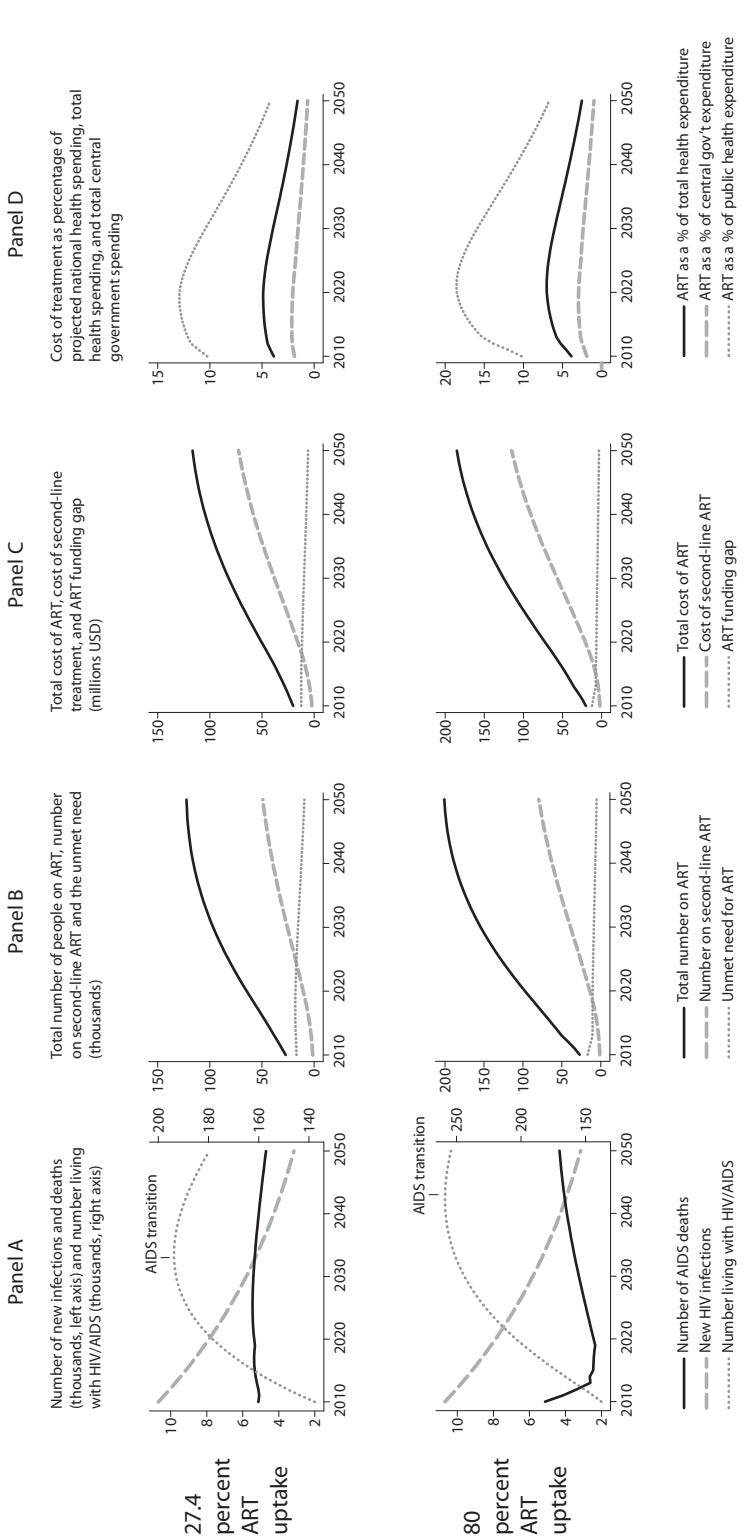 Panel A
Number of new infections and deaths
(thousands, left axis) and number living
with HIV/AIDS (thousands, right axis)
Panel B
Total number of people on ART, number
on second-line ART and the unmet need
(thousands)
Panel C
Total cost of ART, cost of second-line
treatment, and ART funding gap
(millions USD)
Panel D
Cost of treatment as percentage of
projected national health spending, total
health spending, and total central
government spending
27.4
percent
ART
uptake
10
8
6
4
2
200
180
160
140
AIDS transition
2010 2020 2030 2040 2050
150
100
50
0
2010 2020 2030 2040 2050
150
100
50
0
2010 2020 2030 2040 2050
15
10
5
0
2010 2020 2030 2040 2050
80
percent
ART
uptake
10
8
6
4
2
250
200
150
AIDS transition
2010 2020 2030 2040 2050
200
150
100
50
0
2010 2020 2030 2040 2050
200
150
100
50
0
2010 2020 2030 2040 2050
20
15
10
5
0
2010 2020 2030 2040 2050
Number of AIDS deaths
New HIV infections
Number living with HIV/AIDS
Total number on ART
Number on second-line ART
Unmet need for ART
Total cost of ART
Cost of second-line ART
ART funding gap
ART as a % of total health expenditure
ART as a % of central gov't expenditure
ART as a % of public health expenditure